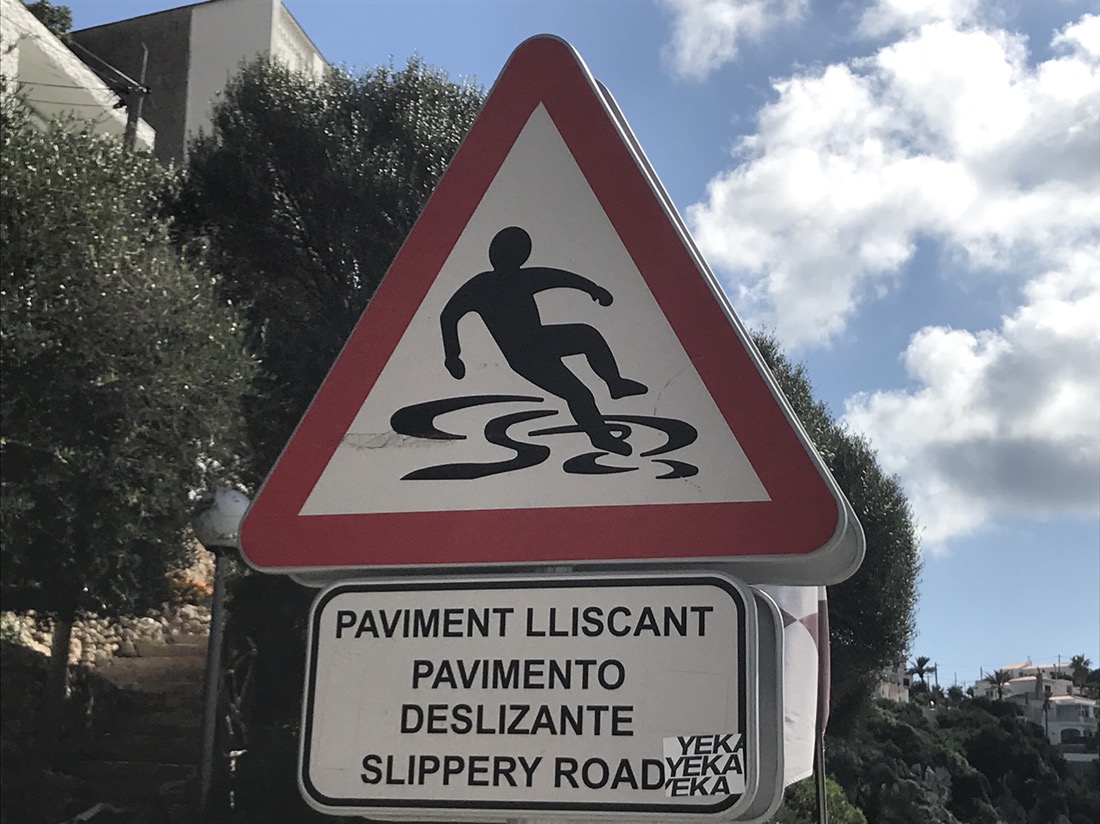 PAVIMENT LLISCANT
PAVIMENTO
DESLIZANTE
SLIPPERY ROAD
YEKA
YEKA
YEKA